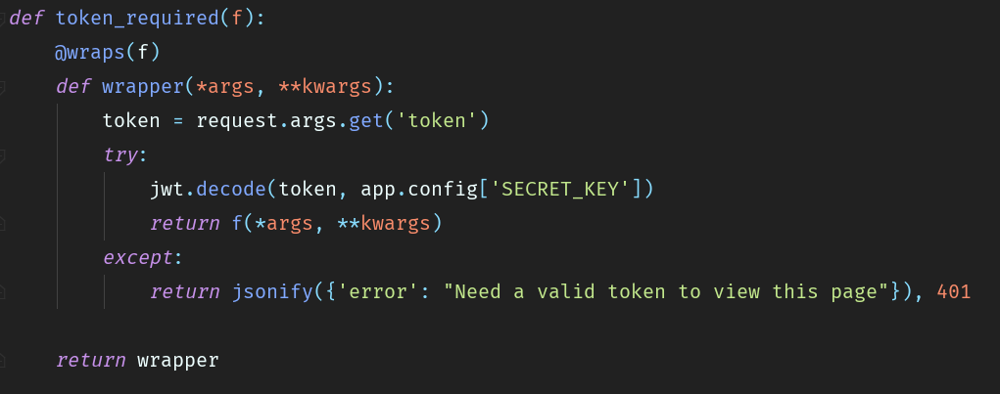 def token_required(f):
    @wraps(f)
    def wrapper(*args, **kwargs):
        token = request.args.get('token')
        try:
            jwt.decode(token, app.config['SECRET_KEY'])
            return f(*args, **kwargs)
        except:
            return jsonify({'error': "Need a valid token to view this page"}), 401
    return wrapper